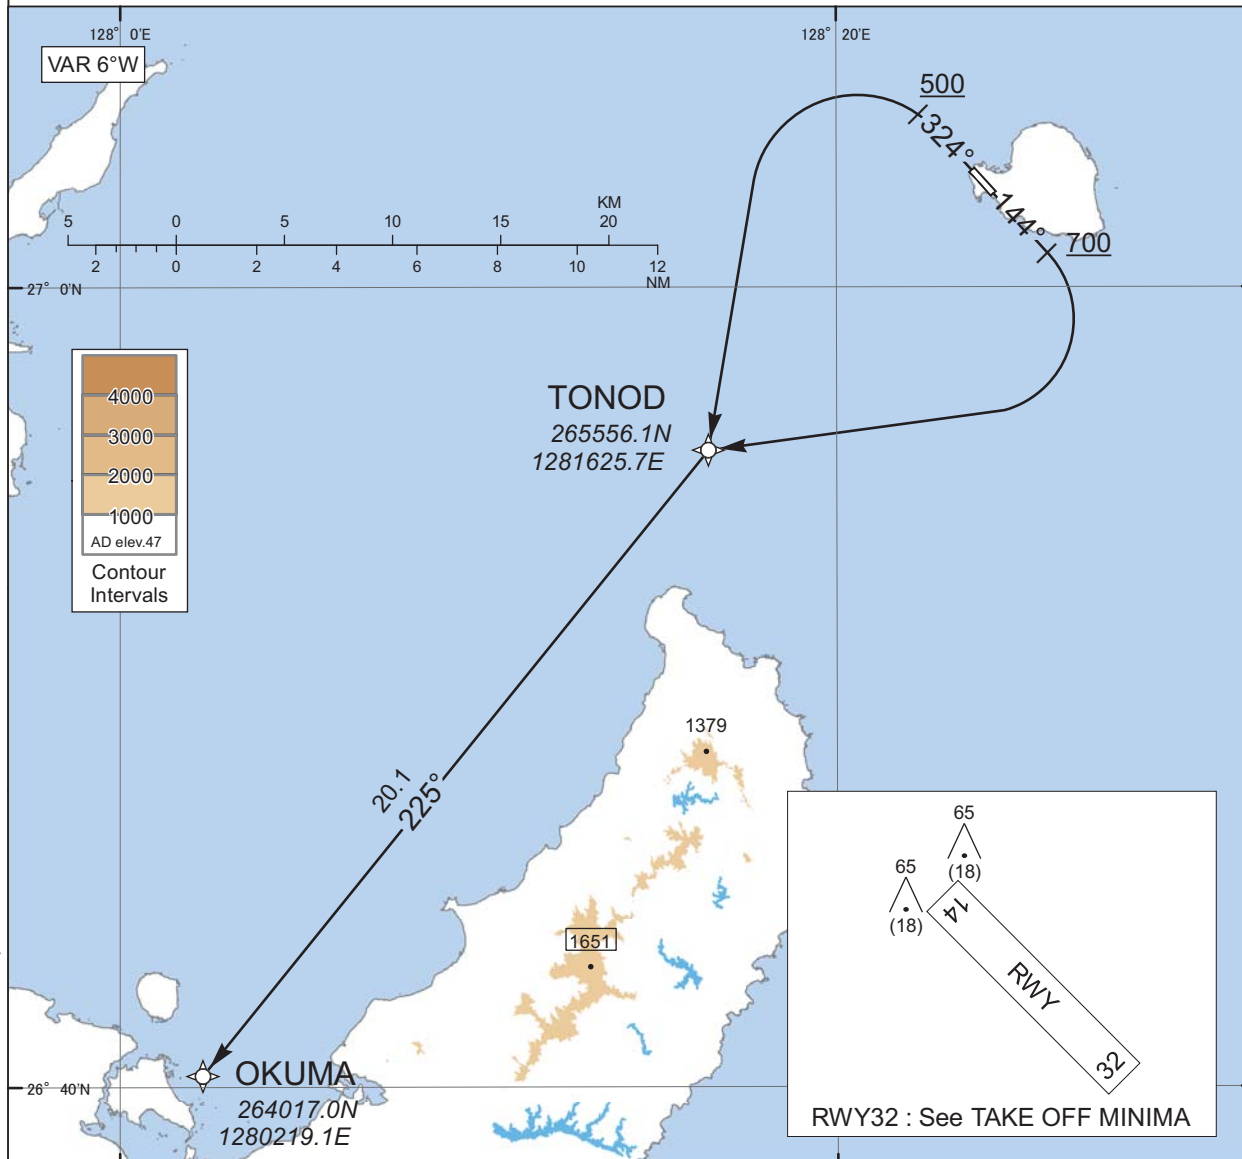 128° 0'E
128° 20'E
VAR 6°W
500
324°
144°
700
KM
5 0 5 10 15 20
2 0 2 4 6 8 10 12
NM
27° 0'N
4000
3000
2000
1000
AD elev.47
Contour
Intervals
TONOD
265556.1N
1281625.7E
20.1
225°
1379
1651
65
(18)
65
(18)
14
RWY
32
RWY32 : See TAKE OFF MINIMA
26° 40'N
OKUMA
264017.0N
1280219.1E